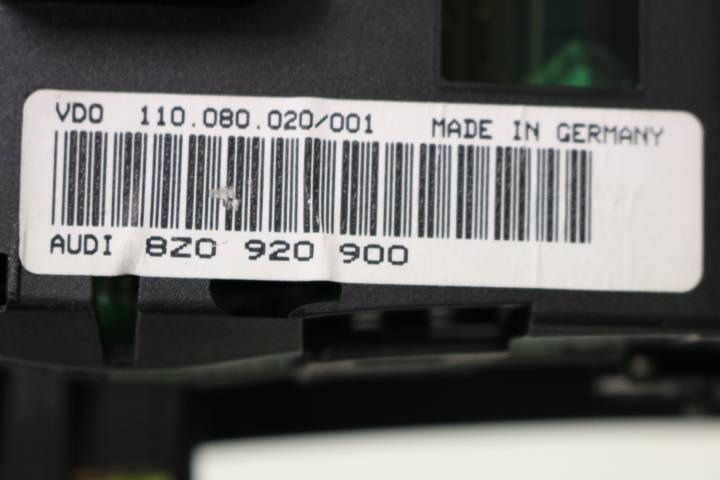 VDO 110.080.020/001 MADE IN GERMANY
AUDI 8Z0 920 900